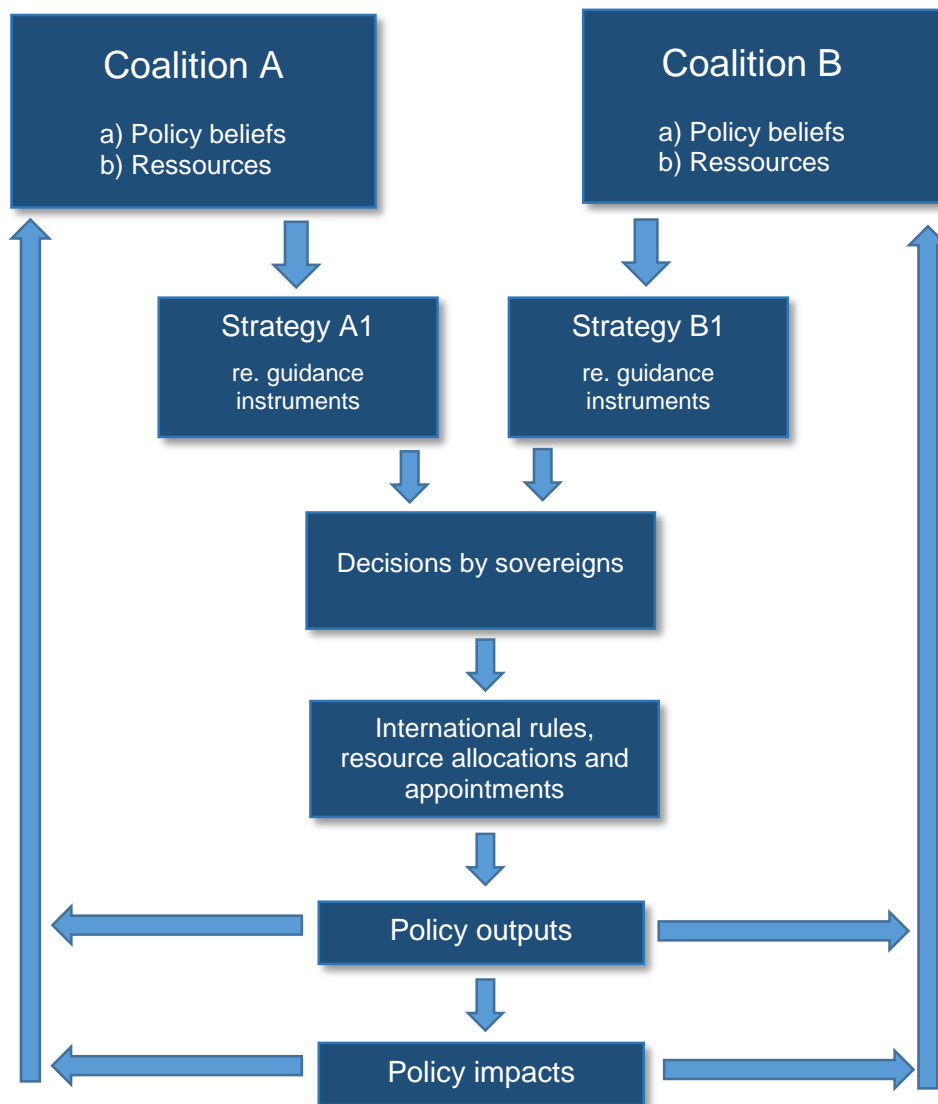 Coalition A
a) Policy beliefs
b) Ressources
Coalition B
a) Policy beliefs
b) Ressources
Strategy A1
re. guidance
instruments
Strategy B1
re. guidance
instruments
Decisions by sovereigns
International rules,
resource allocations and
appointments
Policy outputs
Policy impacts